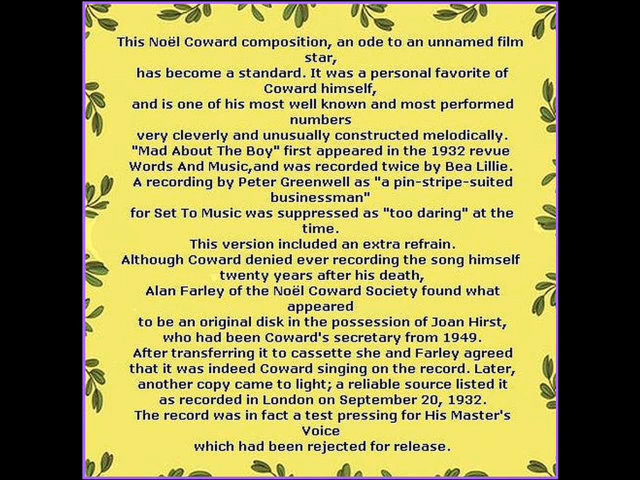 This Noël Coward composition, an ode to an unnamed film
star,
has become a standard. It was a personal favorite of
Coward himself,
and is one of his most well known and most performed
numbers
very cleverly and unusually constructed melodically.
"Mad About The Boy" first appeared in the 1932 revue
Words And Music,and was recorded twice by Bea Lillie.
A recording by Peter Greenwell as "a pin-stripe-suited
businessman"
for Set To Music was suppressed as "too daring" at the
time.
This version included an extra refrain.
Although Coward denied ever recording the song himself
twenty years after his death,
Alan Farley of the Noël Coward Society found what
appeared
to be an original disk in the possession of Joan Hirst,
who had been Coward's secretary from 1949.
After transferring it to cassette she and Farley agreed
that it was indeed Coward singing on the record. Later,
another copy came to light; a reliable source listed it
as recorded in London on September 20, 1932.
The record was in fact a test pressing for His Master's
Voice
which had been rejected for release.